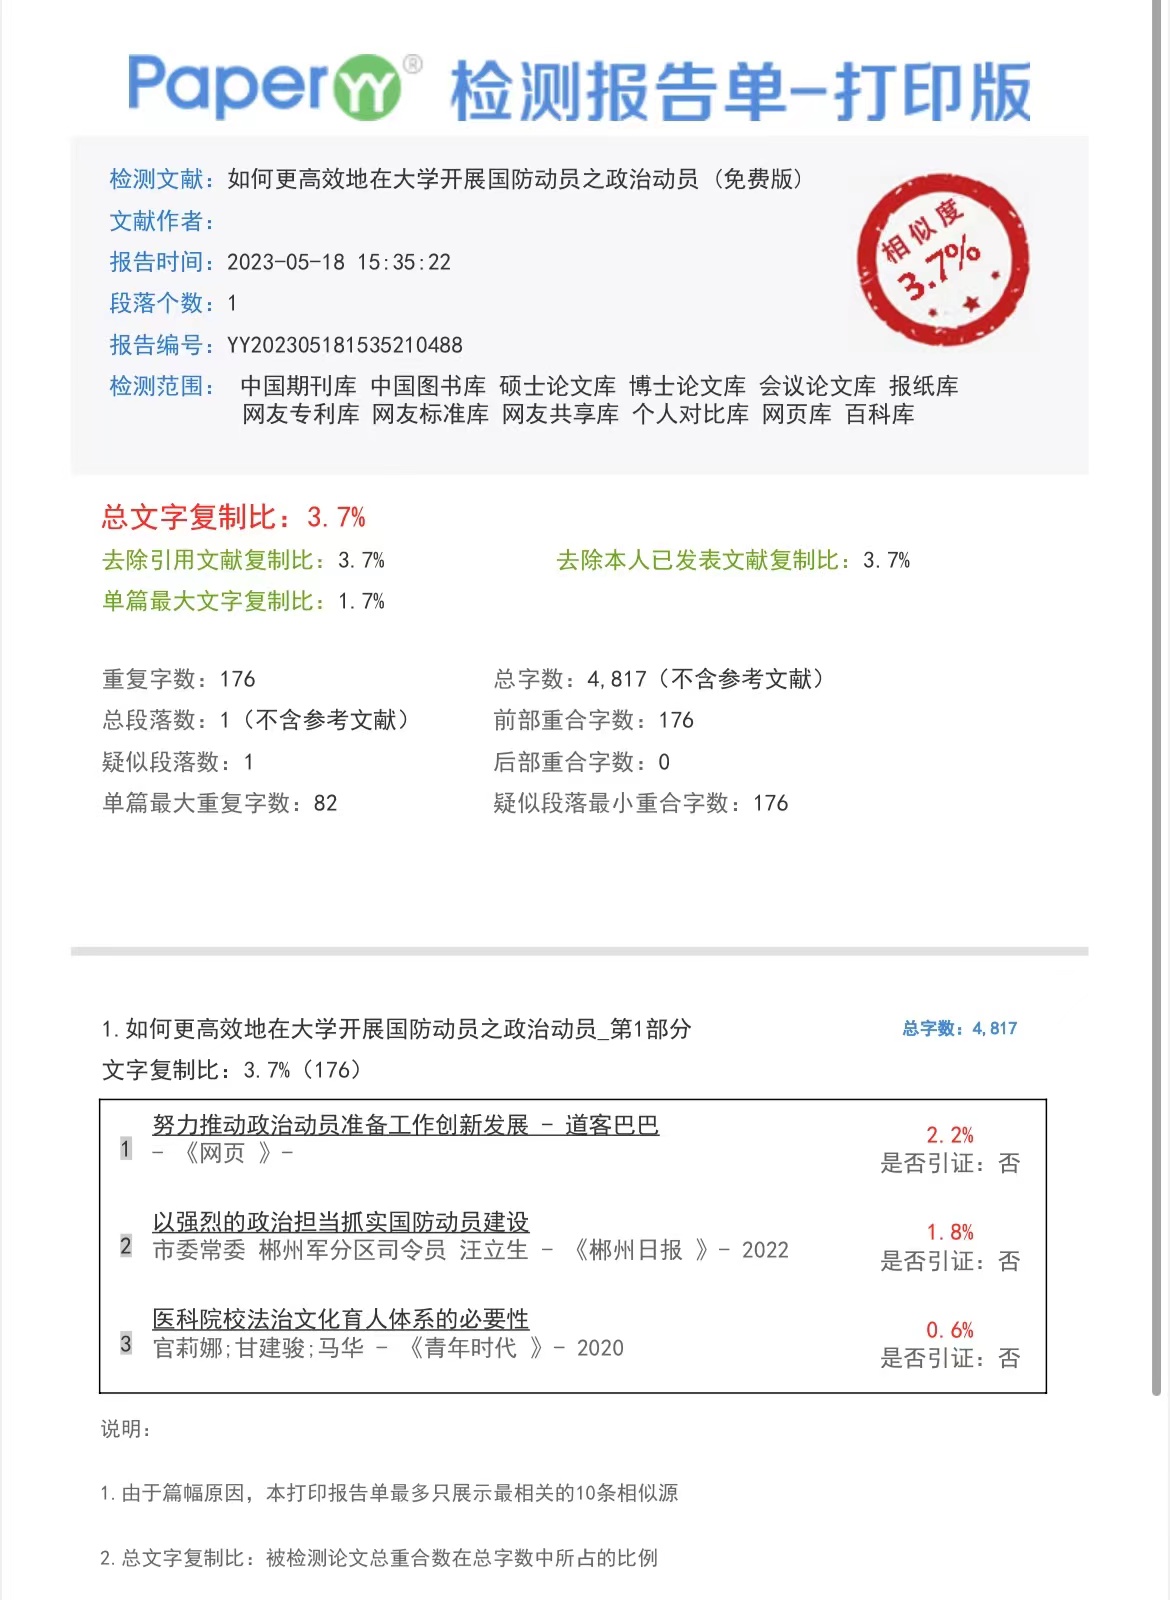 PaperYY® 检测报告单-打印版
检测文献：如何更高效地在大学开展国防动员之政治动员（免费版）
文献作者：
报告时间：2023-05-18 15:35:22
段落个数：1
报告编号：YY202305181535210488
检测范围： 中国期刊库 中国图书库 硕士论文库 博士论文库 会议论文库 报纸库
网友专利库 网友标准库 网友共享库 个人对比库 网页库 百科库
相似度
3.7%
总文字复制比：3.7%
去除引用文献复制比：3.7% 去除本人已发表文献复制比：3.7%
单篇最大文字复制比：1.7%
重复字数：176 总字数：4,817（不含参考文献）
总段落数：1（不含参考文献） 前部重合字数：176
疑似段落数：1 后部重合字数：0
单篇最大重复字数：82 疑似段落最小重合字数：176
1.如何更高效地在大学开展国防动员之政治动员_第1部分 总字数：4,817
文字复制比：3.7%（176）
1 努力推动政治动员准备工作创新发展 - 道客巴巴 2.2%
- 《网页 》- 是否引证：否
2 以强烈的政治担当抓实国防动员建设 1.8%
市委常委 郴州军分区司令员 汪立生 - 《郴州日报 》- 2022 是否引证：否
3 医科院校法治文化育人体系的必要性 0.6%
官莉娜;甘建骏;马华 - 《青年时代 》- 2020 是否引证：否
说明：
1.由于篇幅原因，本打印报告单最多只展示最相关的10条相似源
2.总文字复制比：被检测论文总重合数在总字数中所占的比例